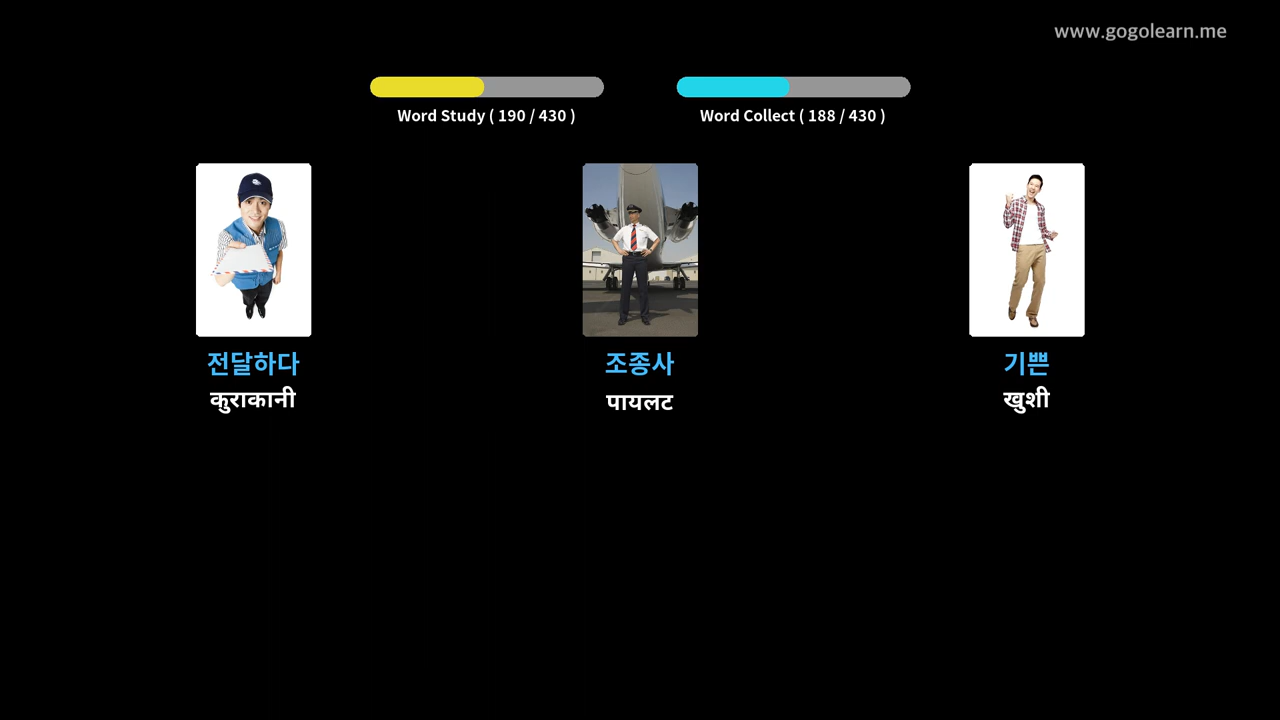 www.gogolearn.me
Word Study ( 190 / 430 )
Word Collect ( 188 / 430 )
전달하다
조종사
기쁜
कुराकानी
पायलट
खुशी